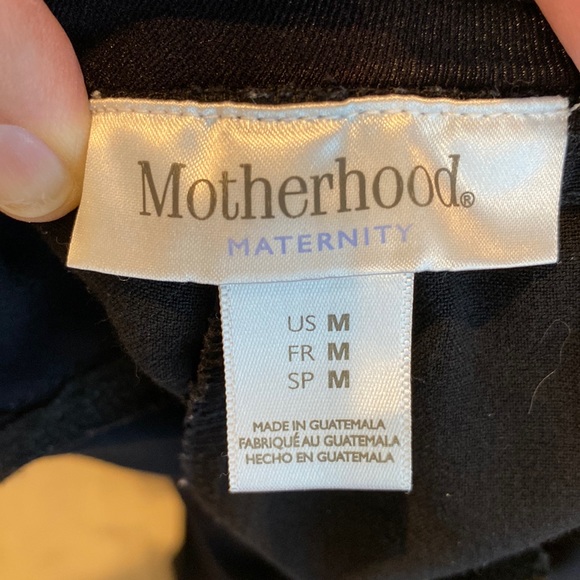 Motherhood®
MATERNITY
US M
FR M
SP M
MADE IN GUATEMALA
FABRIQUÉ AU GUATEMALA
HECHO EN GUATEMALA